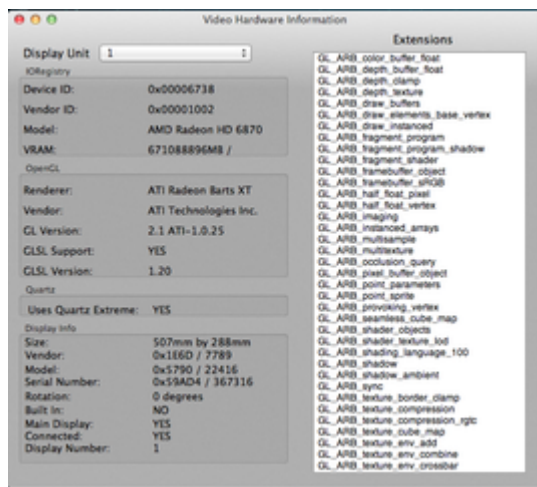 Video Hardware Information
Display Unit 1
IORegistry
Device ID: 0x00006738
Vendor ID: 0x00001002
Model: AMD Radeon HD 6870
VRAM: 671088896MB /
OpenGL
Renderer: ATI Radeon Barts XT
Vendor: ATI Technologies Inc.
GL Version: 2.1 ATI-1.0.25
GLSL Support: YES
GLSL Version: 1.20
Quartz
Uses Quartz Extreme: YES
Display Info
Size: 507mm by 288mm
Vendor: 0x1E6D / 7789
Model: 0x5790 / 22416
Serial Number: 0x59AD4 / 367316
Rotation: 0 degrees
Built In: NO
Main Display: YES
Connected: YES
Display Number: 1
Extensions
GL_ARB_color_buffer_float
GL_ARB_depth_buffer_float
GL_ARB_depth_clamp
GL_ARB_depth_texture
GL_ARB_draw_buffers
GL_ARB_draw_elements_base_vertex
GL_ARB_draw_instanced
GL_ARB_fragment_program
GL_ARB_fragment_program_shadow
GL_ARB_fragment_shader
GL_ARB_framebuffer_object
GL_ARB_framebuffer_sRGB
GL_ARB_half_float_pixel
GL_ARB_half_float_vertex
GL_ARB_imaging
GL_ARB_instanced_arrays
GL_ARB_multisample
GL_ARB_multitexture
GL_ARB_occlusion_query
GL_ARB_pixel_buffer_object
GL_ARB_point_parameters
GL_ARB_point_sprite
GL_ARB_provoking_vertex
GL_ARB_seamless_cube_map
GL_ARB_shader_objects
GL_ARB_shader_texture_lod
GL_ARB_shading_language_100
GL_ARB_shadow
GL_ARB_shadow_ambient
GL_ARB_sync
GL_ARB_texture_border_clamp
GL_ARB_texture_compression
GL_ARB_texture_compression_rgtc
GL_ARB_texture_cube_map
GL_ARB_texture_env_add
GL_ARB_texture_env_combine
GL_ARB_texture_env_crossbar